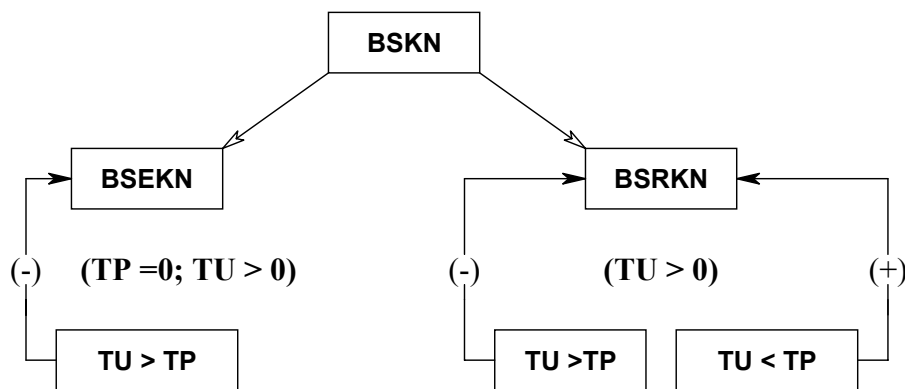 BSKN
BSEKN
BSRKN
(-)
(TP =0; TU > 0)
(-)
(TU > 0)
(+)
TU > TP
TU >TP
TU < TP